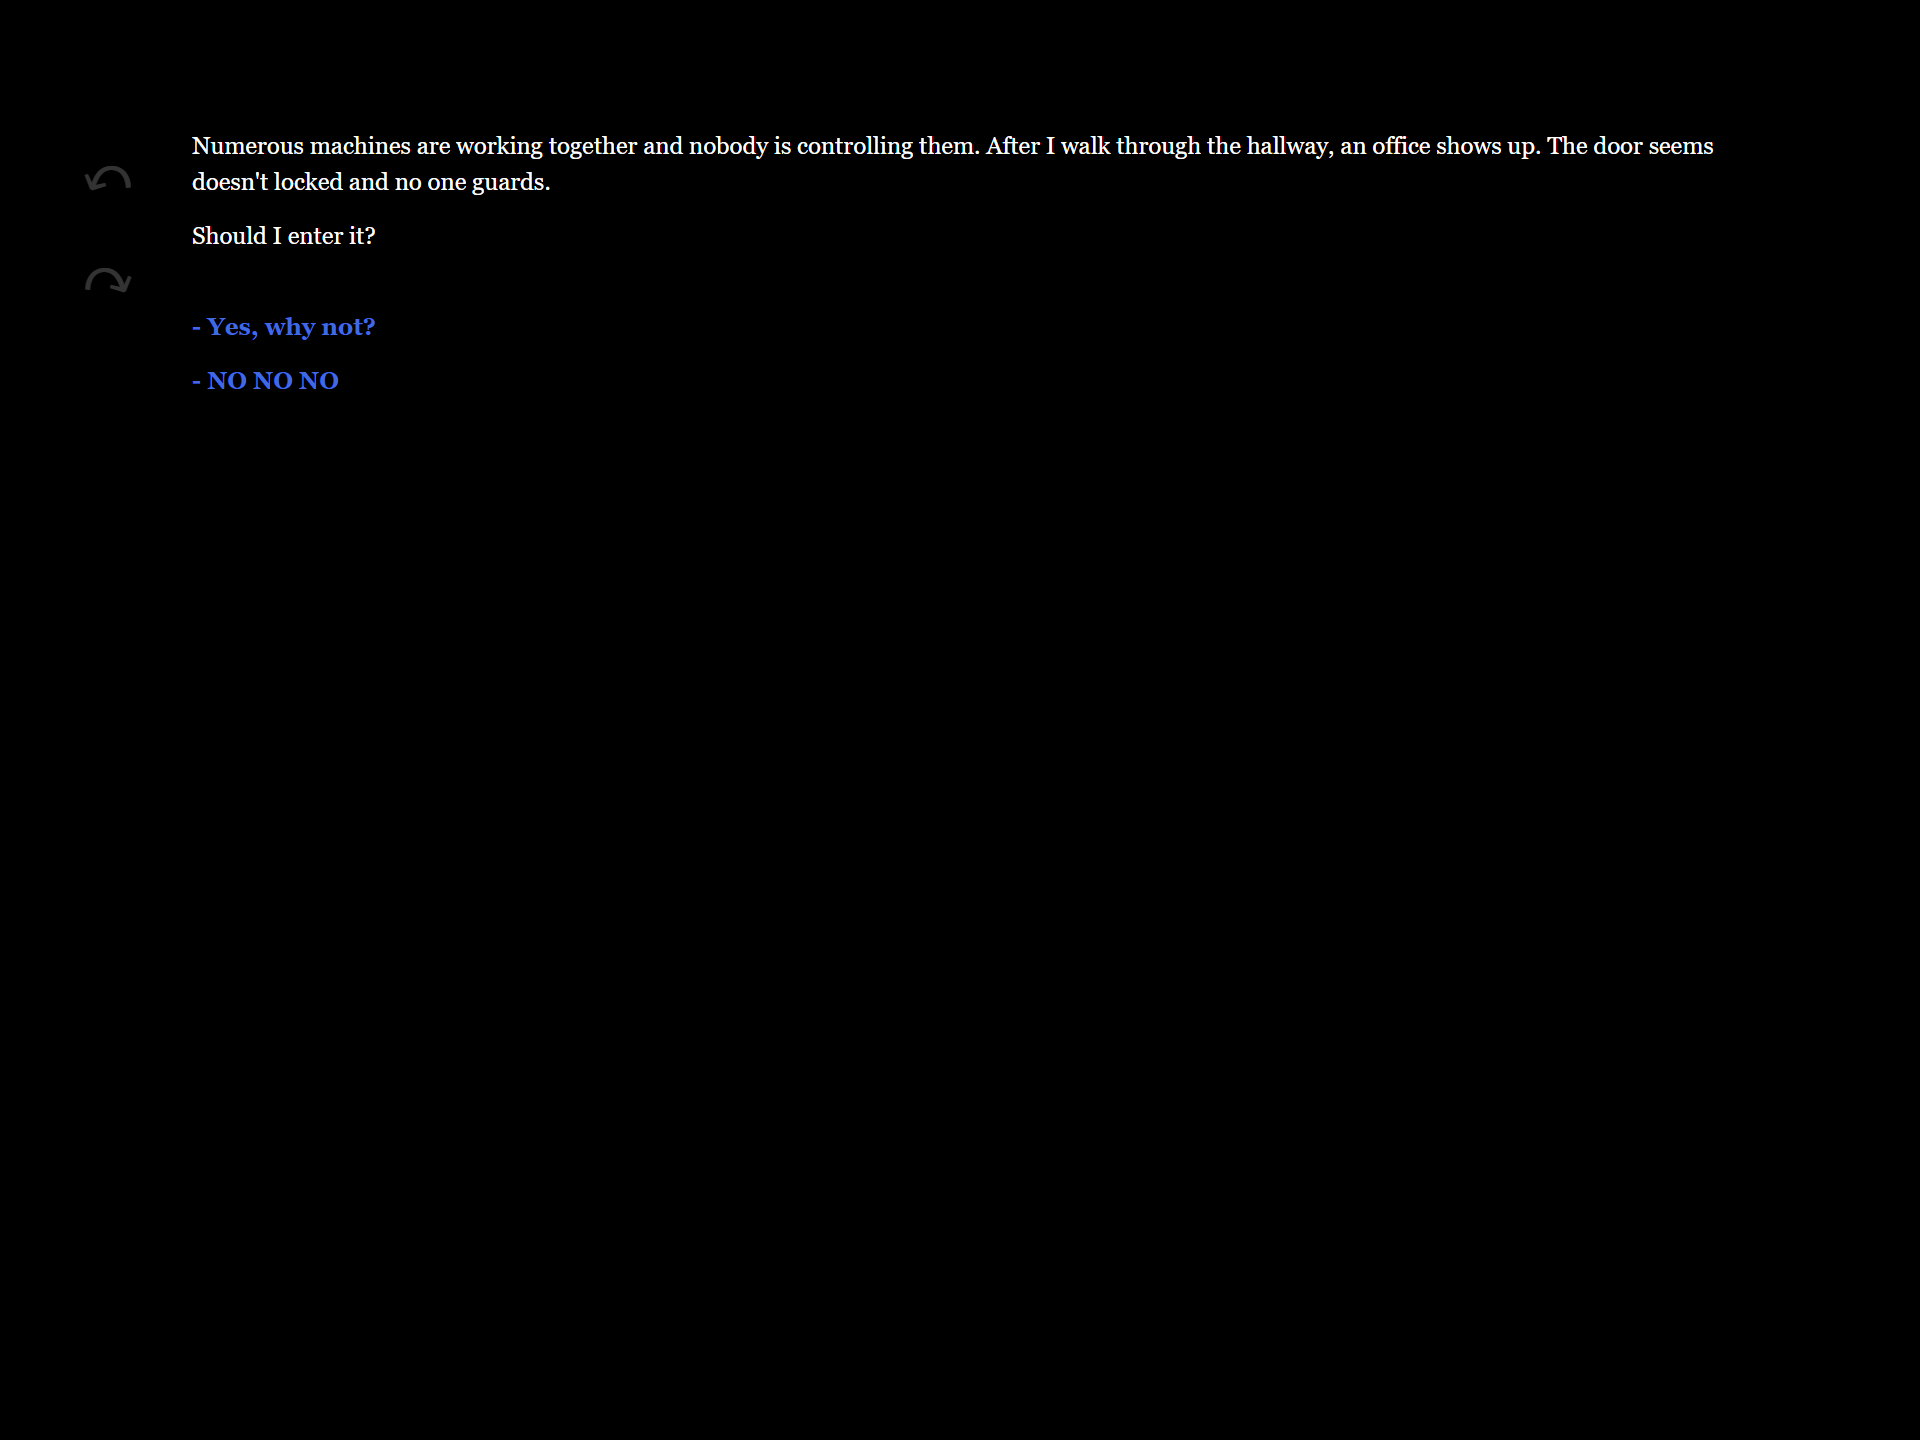 Numerous machines are working together and nobody is controlling them. After I walk through the hallway, an office shows up. The door seems
doesn't locked and no one guards.
Should I enter it?
- Yes, why not?
- NO NO NO